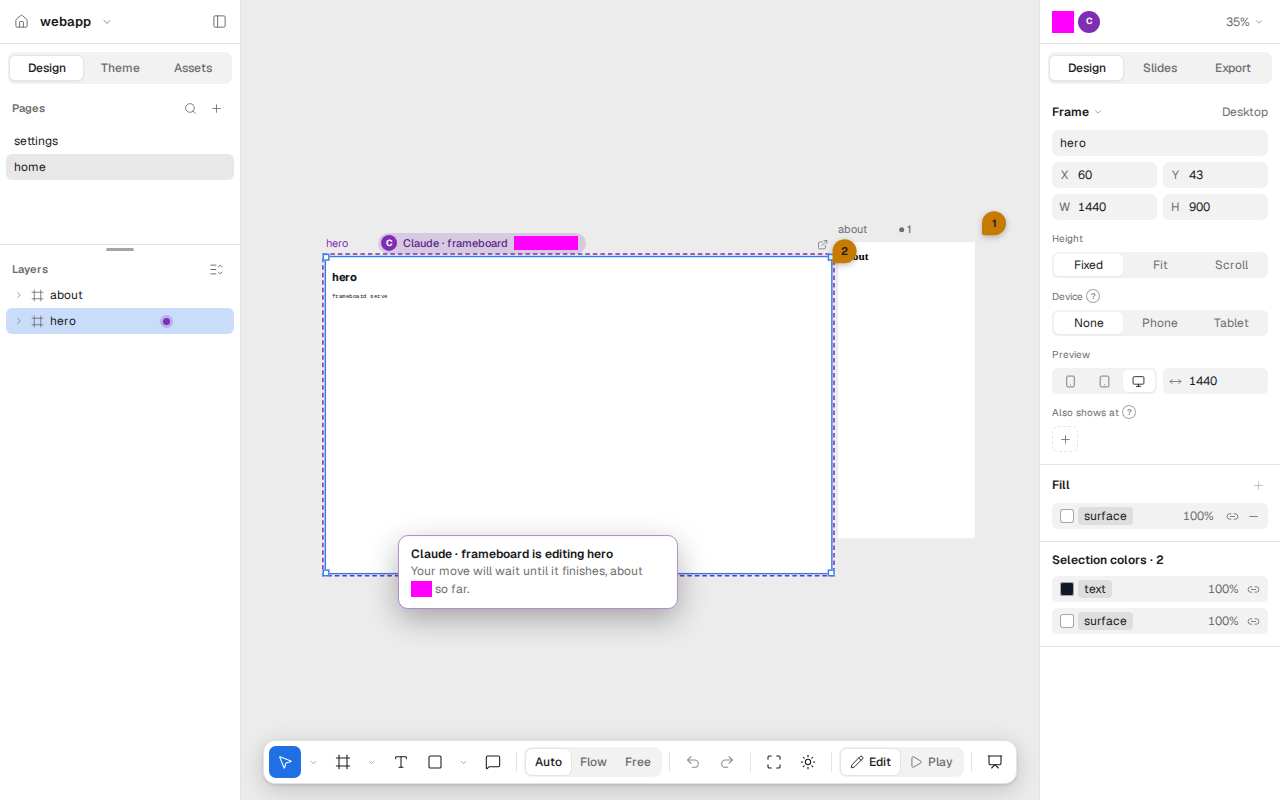 webapp
Design
Theme
Assets
Pages
settings
home
Layers
about
hero
hero
C
Claude · frameboard
about
1
1
2
hero
frameboard serve
Claude · frameboard is editing hero
Your move will wait until it finishes, about
so far.
Auto
Flow
Free
Edit
Play
C
35%
Design
Slides
Export
Frame
Desktop
hero
X 60
Y 43
W 1440
H 900
Height
Fixed
Fit
Scroll
Device ?
None
Phone
Tablet
Preview
1440
Also shows at ?
Fill
surface
100%
Selection colors · 2
text
100%
surface
100%